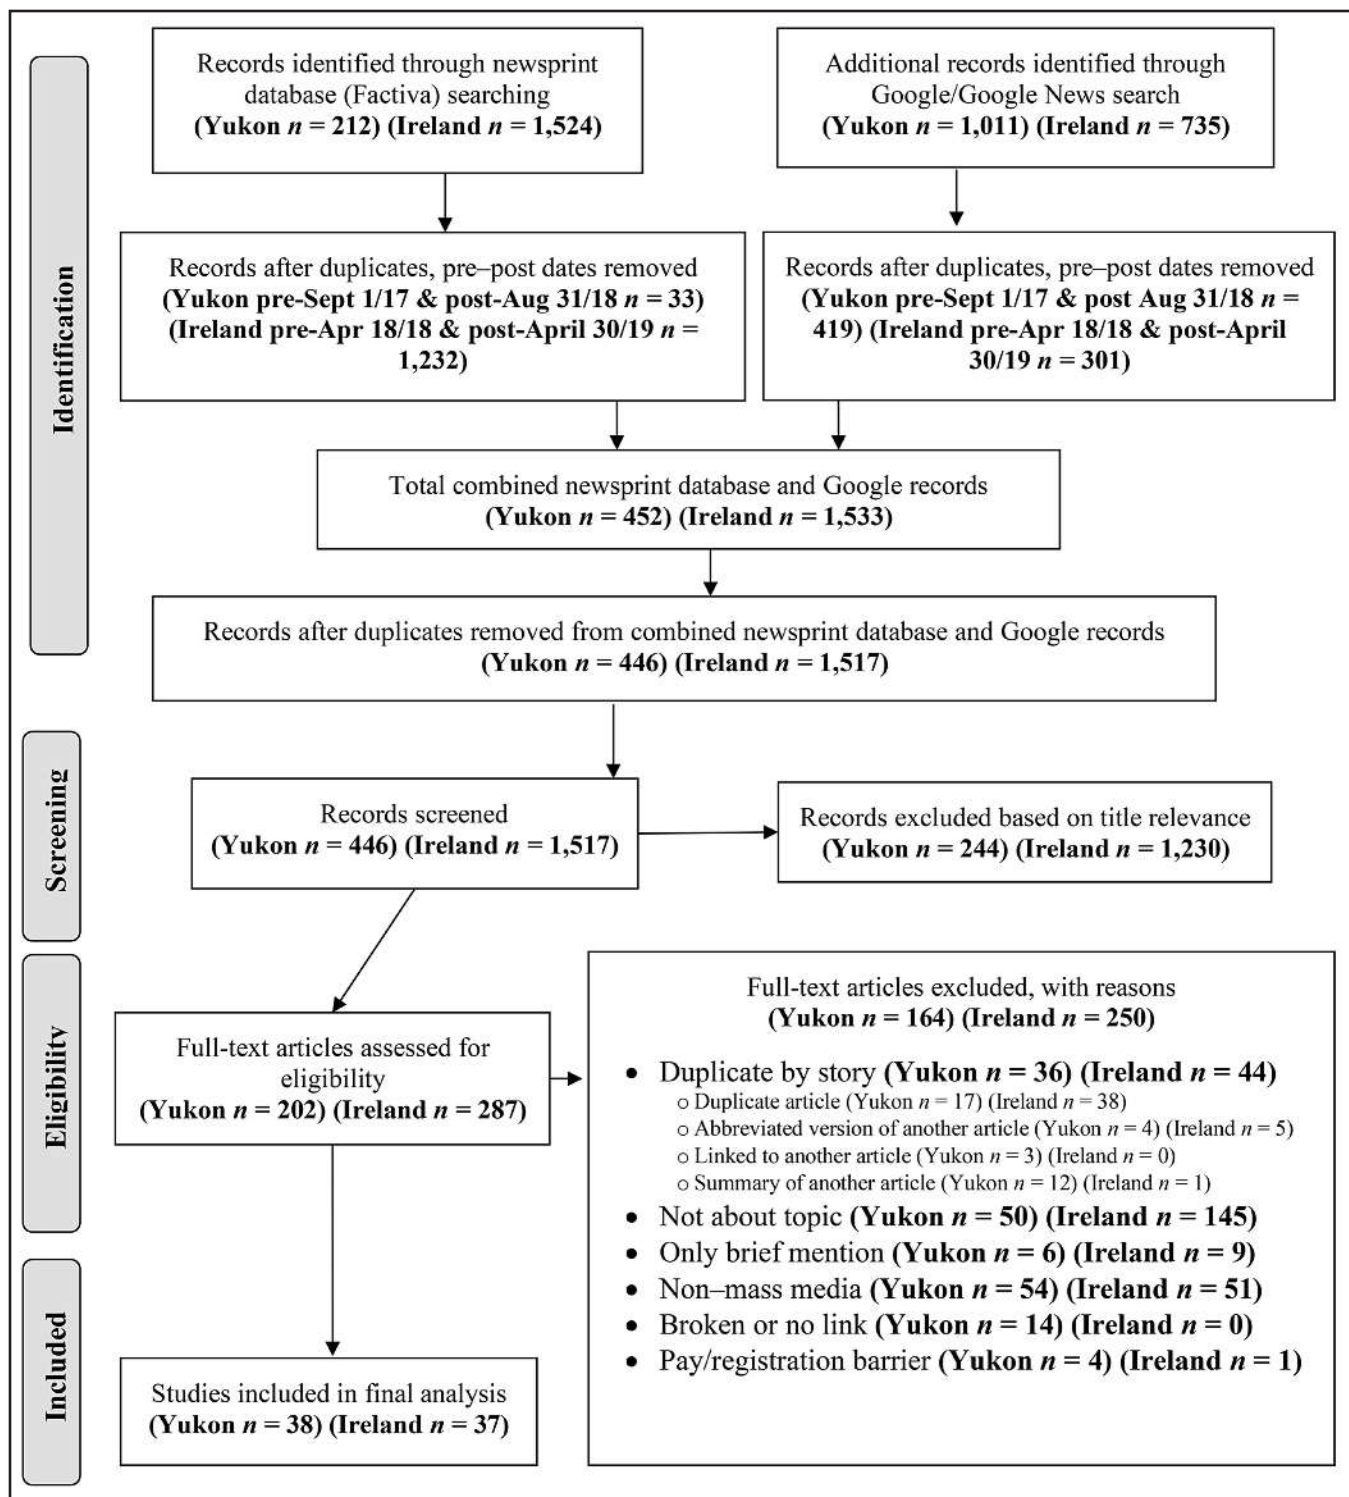 Identification
Records identified through newsprint
database (Factiva) searching
(Yukon n = 212) (Ireland n = 1,524)
Additional records identified through
Google/Google News search
(Yukon n = 1,011) (Ireland n = 735)
Records after duplicates, pre–post dates removed
(Yukon pre-Sept 1/17 & post-Aug 31/18 n = 33)
(Ireland pre-Apr 18/18 & post-April 30/19 n =
1,232)
Records after duplicates, pre–post dates removed
(Yukon pre-Sept 1/17 & post Aug 31/18 n =
419) (Ireland pre-Apr 18/18 & post-April
30/19 n = 301)
Total combined newsprint database and Google records
(Yukon n = 452) (Ireland n = 1,533)
Records after duplicates removed from combined newsprint database and Google records
(Yukon n = 446) (Ireland n = 1,517)
Screening
Records screened
(Yukon n = 446) (Ireland n = 1,517)
Records excluded based on title relevance
(Yukon n = 244) (Ireland n = 1,230)
Eligibility
Full-text articles assessed for
eligibility
(Yukon n = 202) (Ireland n = 287)
Full-text articles excluded, with reasons
(Yukon n = 164) (Ireland n = 250)
• Duplicate by story (Yukon n = 36) (Ireland n = 44)
o Duplicate article (Yukon n = 17) (Ireland n = 38)
o Abbreviated version of another article (Yukon n = 4) (Ireland n = 5)
o Linked to another article (Yukon n = 3) (Ireland n = 0)
o Summary of another article (Yukon n = 12) (Ireland n = 1)
• Not about topic (Yukon n = 50) (Ireland n = 145)
• Only brief mention (Yukon n = 6) (Ireland n = 9)
• Non–mass media (Yukon n = 54) (Ireland n = 51)
• Broken or no link (Yukon n = 14) (Ireland n = 0)
• Pay/registration barrier (Yukon n = 4) (Ireland n = 1)
Included
Studies included in final analysis
(Yukon n = 38) (Ireland n = 37)